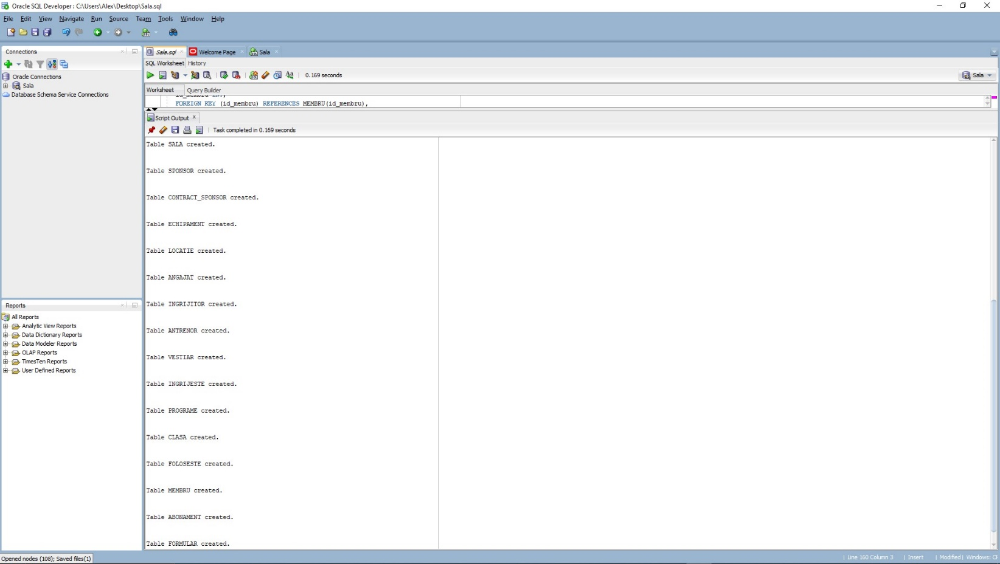 Oracle SQL Developer : C:\Users\Alex\Desktop\Sala.sql
File Edit View Navigate Run Source Team Tools Window Help
Connections
Oracle Connections
Sala
Database Schema Service Connections
Reports
All Reports
Analytic View Reports
Data Dictionary Reports
Data Modeler Reports
OLAP Reports
TimesTen Reports
User Defined Reports
Sala.sql Welcome Page Sala
SQL Worksheet History
0.169 seconds
Sala
Worksheet Query Builder
FOREIGN KEY (id_membru) REFERENCES MEMBRU(id_membru),
Script Output
Task completed in 0.169 seconds
Table SALA created.
Table SPONSOR created.
Table CONTRACT_SPONSOR created.
Table ECHIPAMENT created.
Table LOCATIE created.
Table ANGAJAT created.
Table INGRIJITOR created.
Table ANTRENOR created.
Table VESTIAR created.
Table INGRIJESTE created.
Table PROGRAME created.
Table CLASA created.
Table FOLOSESTE created.
Table MEMBRU created.
Table ABONAMENT created.
Table FORMULAR created.
Opened nodes (108); Saved files(1)
| Line 160 Column 3 | Insert | Modified | Windows: